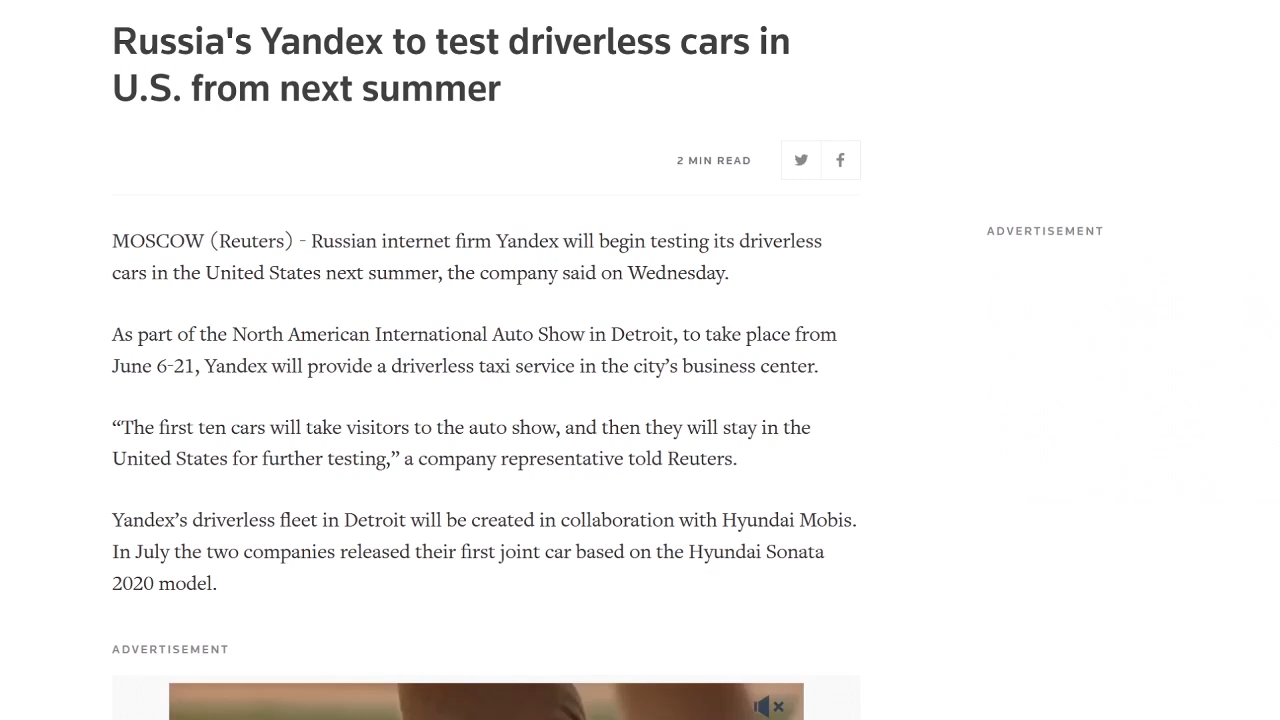 Russia's Yandex to test driverless cars in
U.S. from next summer
2 MIN READ
MOSCOW (Reuters) - Russian internet firm Yandex will begin testing its driverless
cars in the United States next summer, the company said on Wednesday.
ADVERTISEMENT
As part of the North American International Auto Show in Detroit, to take place from
June 6-21, Yandex will provide a driverless taxi service in the city’s business center.
“The first ten cars will take visitors to the auto show, and then they will stay in the
United States for further testing,” a company representative told Reuters.
Yandex’s driverless fleet in Detroit will be created in collaboration with Hyundai Mobis.
In July the two companies released their first joint car based on the Hyundai Sonata
2020 model.
ADVERTISEMENT